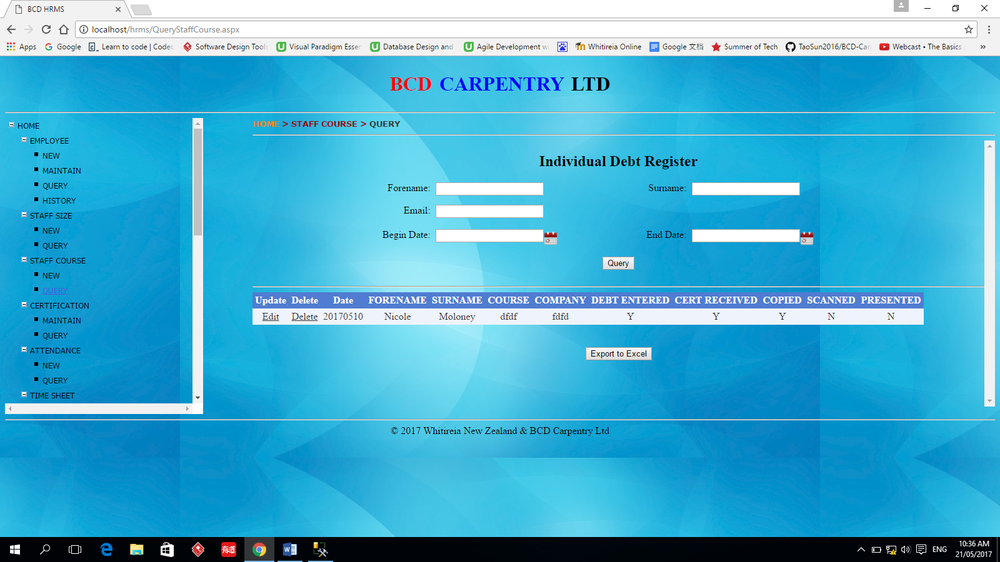 BCD HRMS
localhost/hrms/QueryStaffCourse.aspx
Apps Google Learn to code | Codec Software Design Tools Visual Paradigm Essen Database Design and Agile Development w Whitireia Online Google 文档 Summer of Tech TaoSun2016/BCD-Car Webcast • The Basics »
BCD CARPENTRY LTD
HOME
EMPLOYEE
NEW
MAINTAIN
QUERY
HISTORY
STAFF SIZE
NEW
QUERY
STAFF COURSE
NEW
QUERY
CERTIFICATION
MAINTAIN
QUERY
ATTENDANCE
NEW
QUERY
TIME SHEET
HOME > STAFF COURSE > QUERY
Individual Debt Register
Forename: Surname:
Email:
Begin Date: End Date:
Query
Update Delete Date FORENAME SURNAME COURSE COMPANY DEBT ENTERED CERT RECEIVED COPIED SCANNED PRESENTED
Edit Delete 20170510 Nicole Moloney dfdf fdfd Y Y Y N N
Export to Excel
© 2017 Whitireia New Zealand & BCD Carpentry Ltd
有道
ENG
10:36 AM
21/05/2017